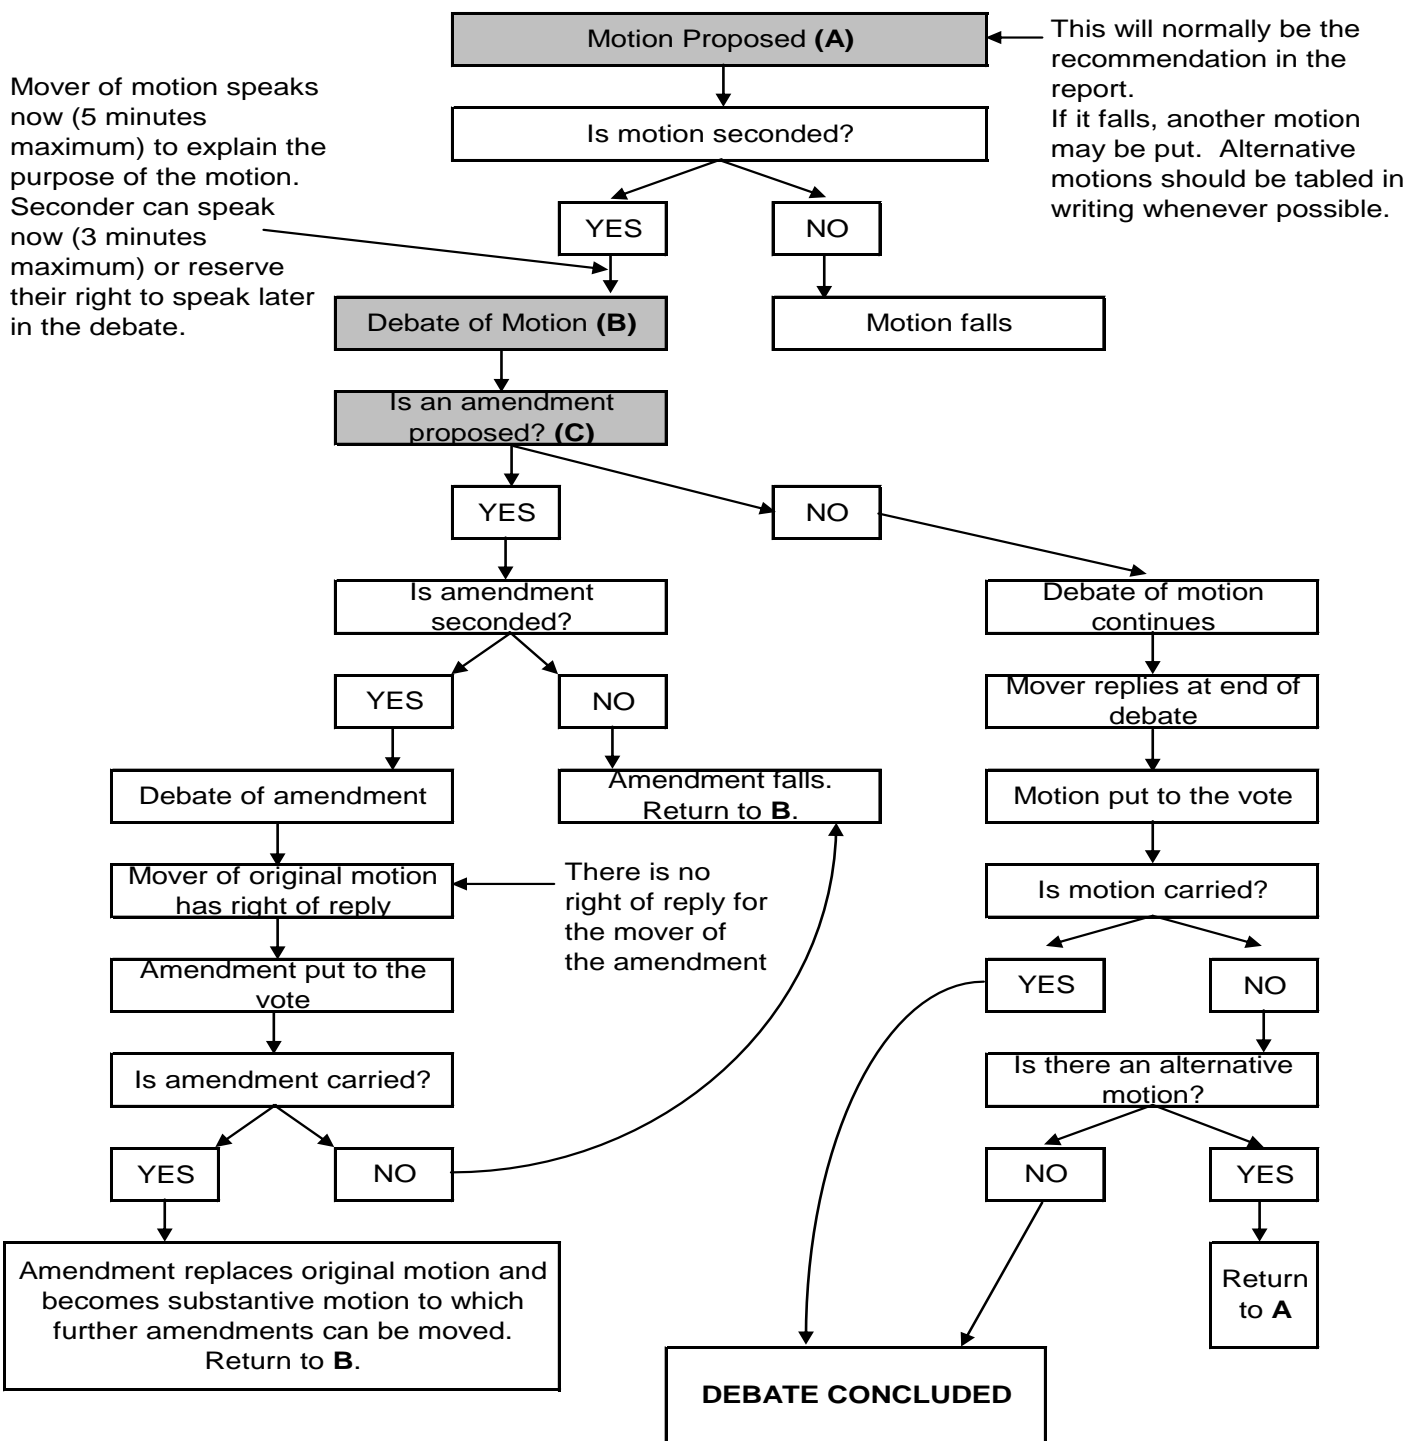 Motion Proposed (A)
This will normally be the
recommendation in the
report.
If it falls, another motion
may be put.  Alternative
motions should be tabled in
writing whenever possible.
Mover of motion speaks
now (5 minutes
maximum) to explain the
purpose of the motion.
Seconder can speak
now (3 minutes
maximum) or reserve
their right to speak later
in the debate.
Is motion seconded?
YES
NO
Debate of Motion (B)
Motion falls
Is an amendment
proposed? (C)
YES
NO
Is amendment
seconded?
Debate of motion
continues
YES
NO
Mover replies at end of
debate
Debate of amendment
Amendment falls.
Return to B.
Motion put to the vote
Mover of original motion
has right of reply
There is no
right of reply for
the mover of
the amendment
Is motion carried?
Amendment put to the
vote
YES
NO
Is amendment carried?
Is there an alternative
motion?
YES
NO
NO
YES
Amendment replaces original motion and
becomes substantive motion to which
further amendments can be moved.
Return to B.
Return
to A
DEBATE CONCLUDED